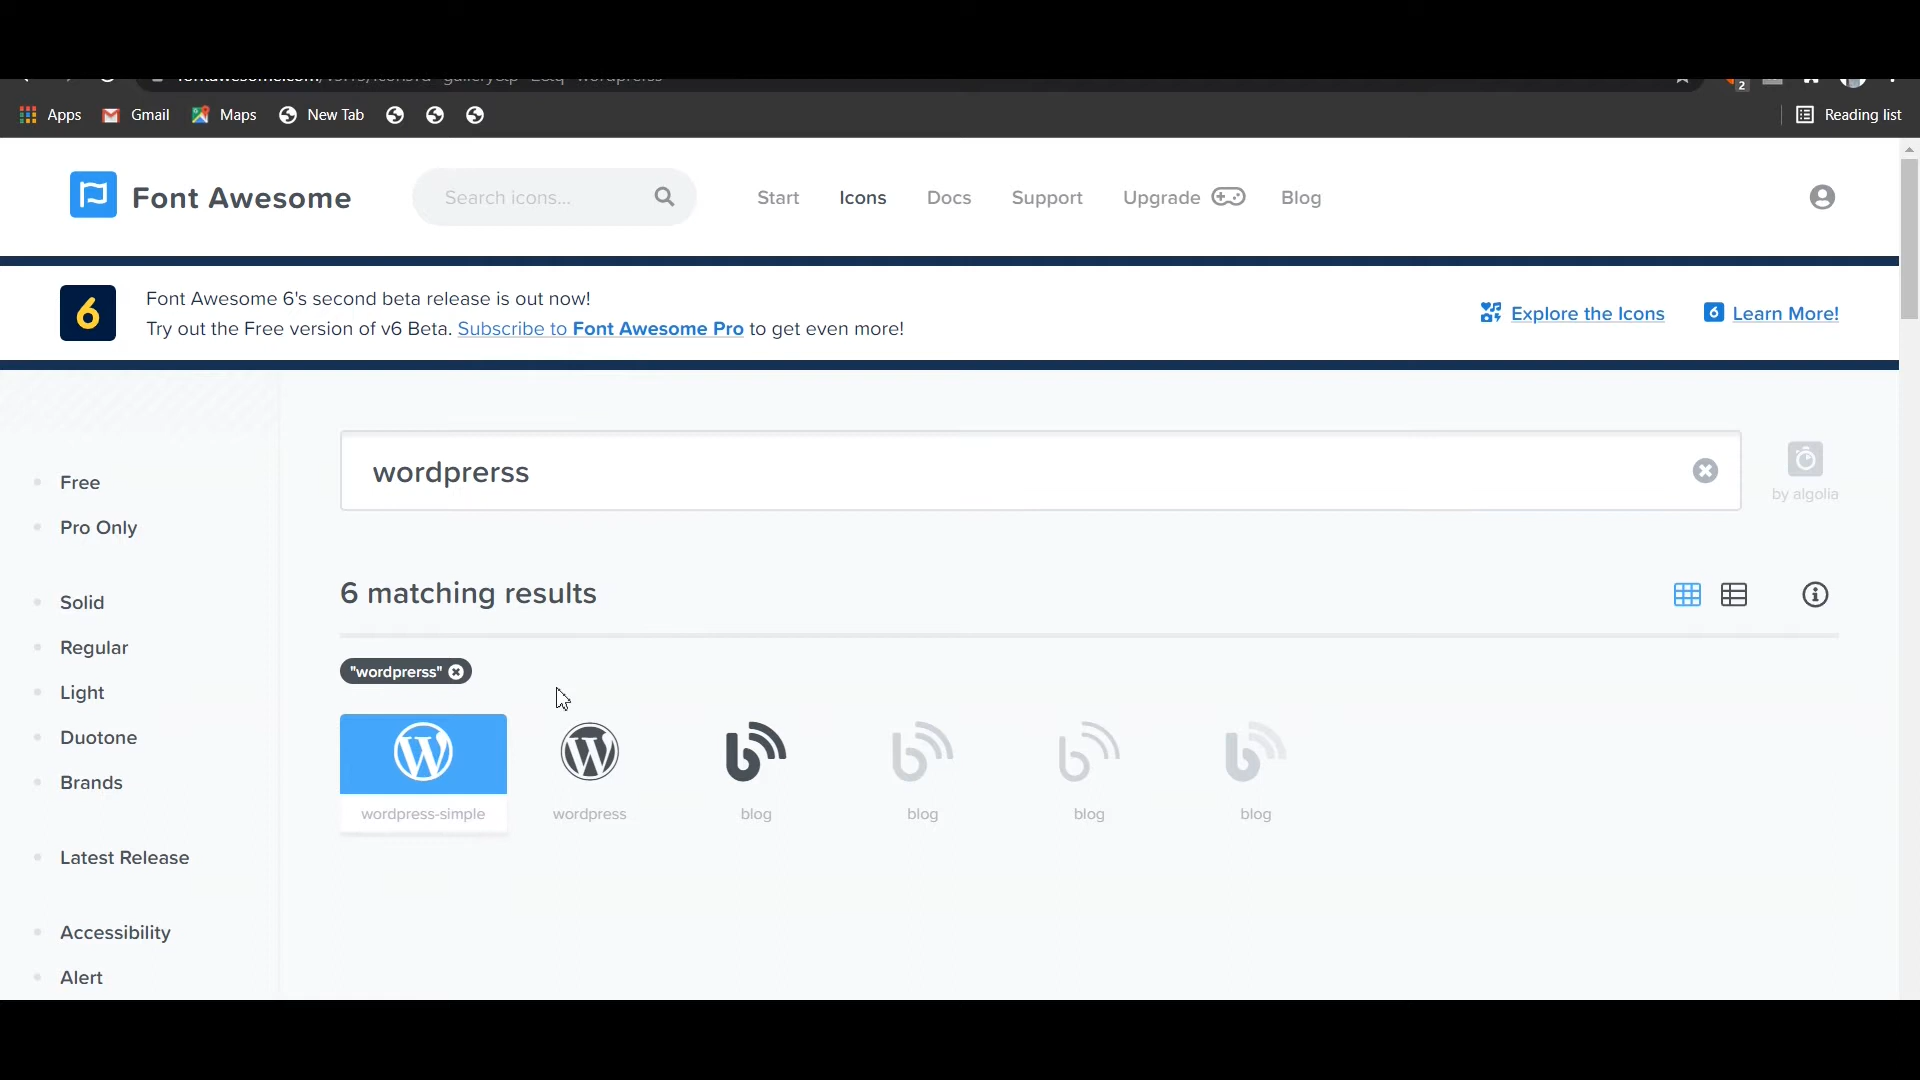 Apps Gmail Maps New Tab Reading list
2
Font Awesome
Search icons...
Start Icons Docs Support Upgrade Blog
6
Font Awesome 6's second beta release is out now!
Try out the Free version of v6 Beta. Subscribe to Font Awesome Pro to get even more!
Explore the Icons
6 Learn More!
wordprerss
by algolia
Free
Pro Only
Solid
Regular
Light
Duotone
Brands
Latest Release
Accessibility
Alert
6 matching results
"wordprerss"
wordpress-simple wordpress blog blog blog blog